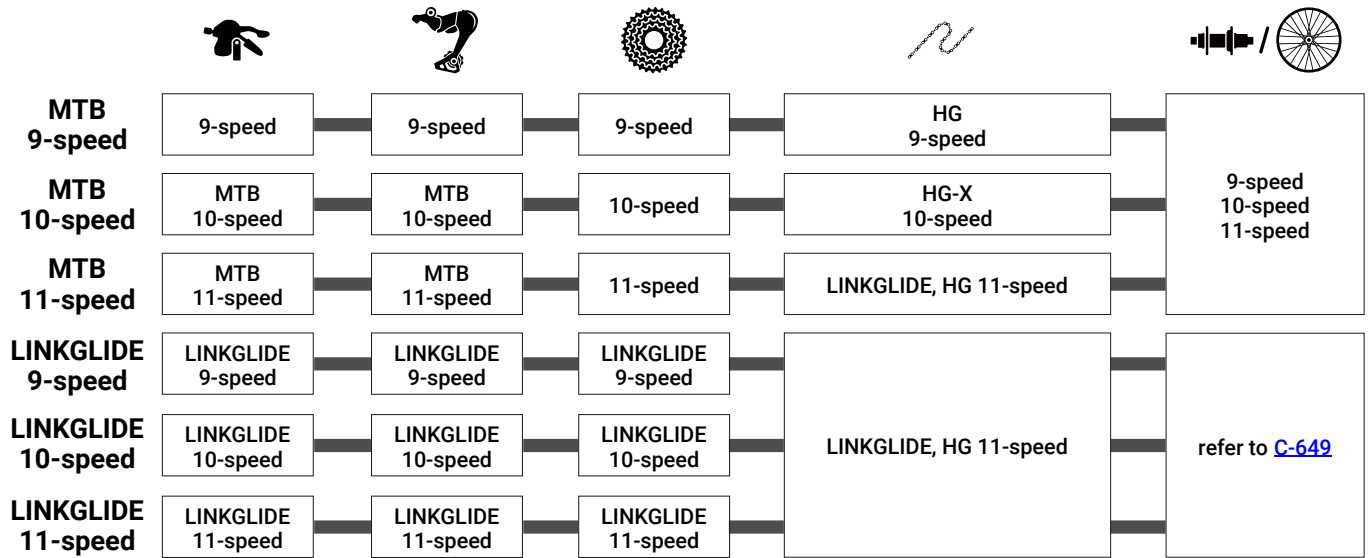 MTB
9-speed
9-speed
9-speed
9-speed
HG
9-speed
MTB
10-speed
MTB
10-speed
MTB
10-speed
10-speed
HG-X
10-speed
9-speed
10-speed
11-speed
MTB
11-speed
MTB
11-speed
MTB
11-speed
11-speed
LINKGLIDE, HG 11-speed
LINKGLIDE
9-speed
LINKGLIDE
9-speed
LINKGLIDE
9-speed
LINKGLIDE
9-speed
LINKGLIDE
10-speed
LINKGLIDE
10-speed
LINKGLIDE
10-speed
LINKGLIDE
10-speed
LINKGLIDE, HG 11-speed
refer to C-649
LINKGLIDE
11-speed
LINKGLIDE
11-speed
LINKGLIDE
11-speed
LINKGLIDE
11-speed